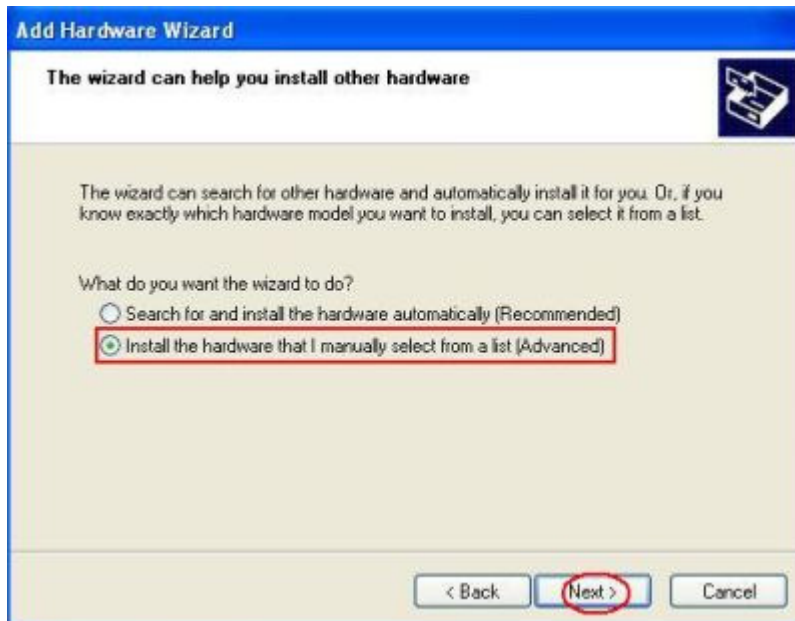 Add Hardware Wizard
The wizard can help you install other hardware
The wizard can search for other hardware and automatically install it for you. Or, if you
know exactly which hardware model you want to install, you can select it from a list.
What do you want the wizard to do?
Search for and install the hardware automatically (Recommended)
Install the hardware that I manually select from a list (Advanced)
< Back Next > Cancel